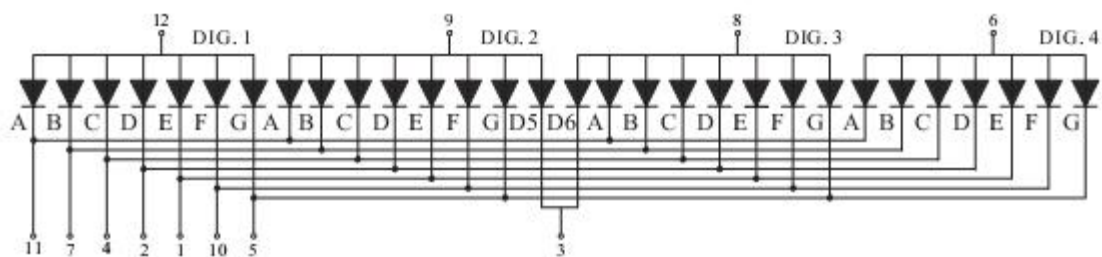 12 9 8 6
DIG. 1 DIG. 2 DIG. 3 DIG. 4
A B C D E F G A B C D E F G D5 D6 A B C D E F G A B C D E F G
11 7 4 2 1 10 5 3